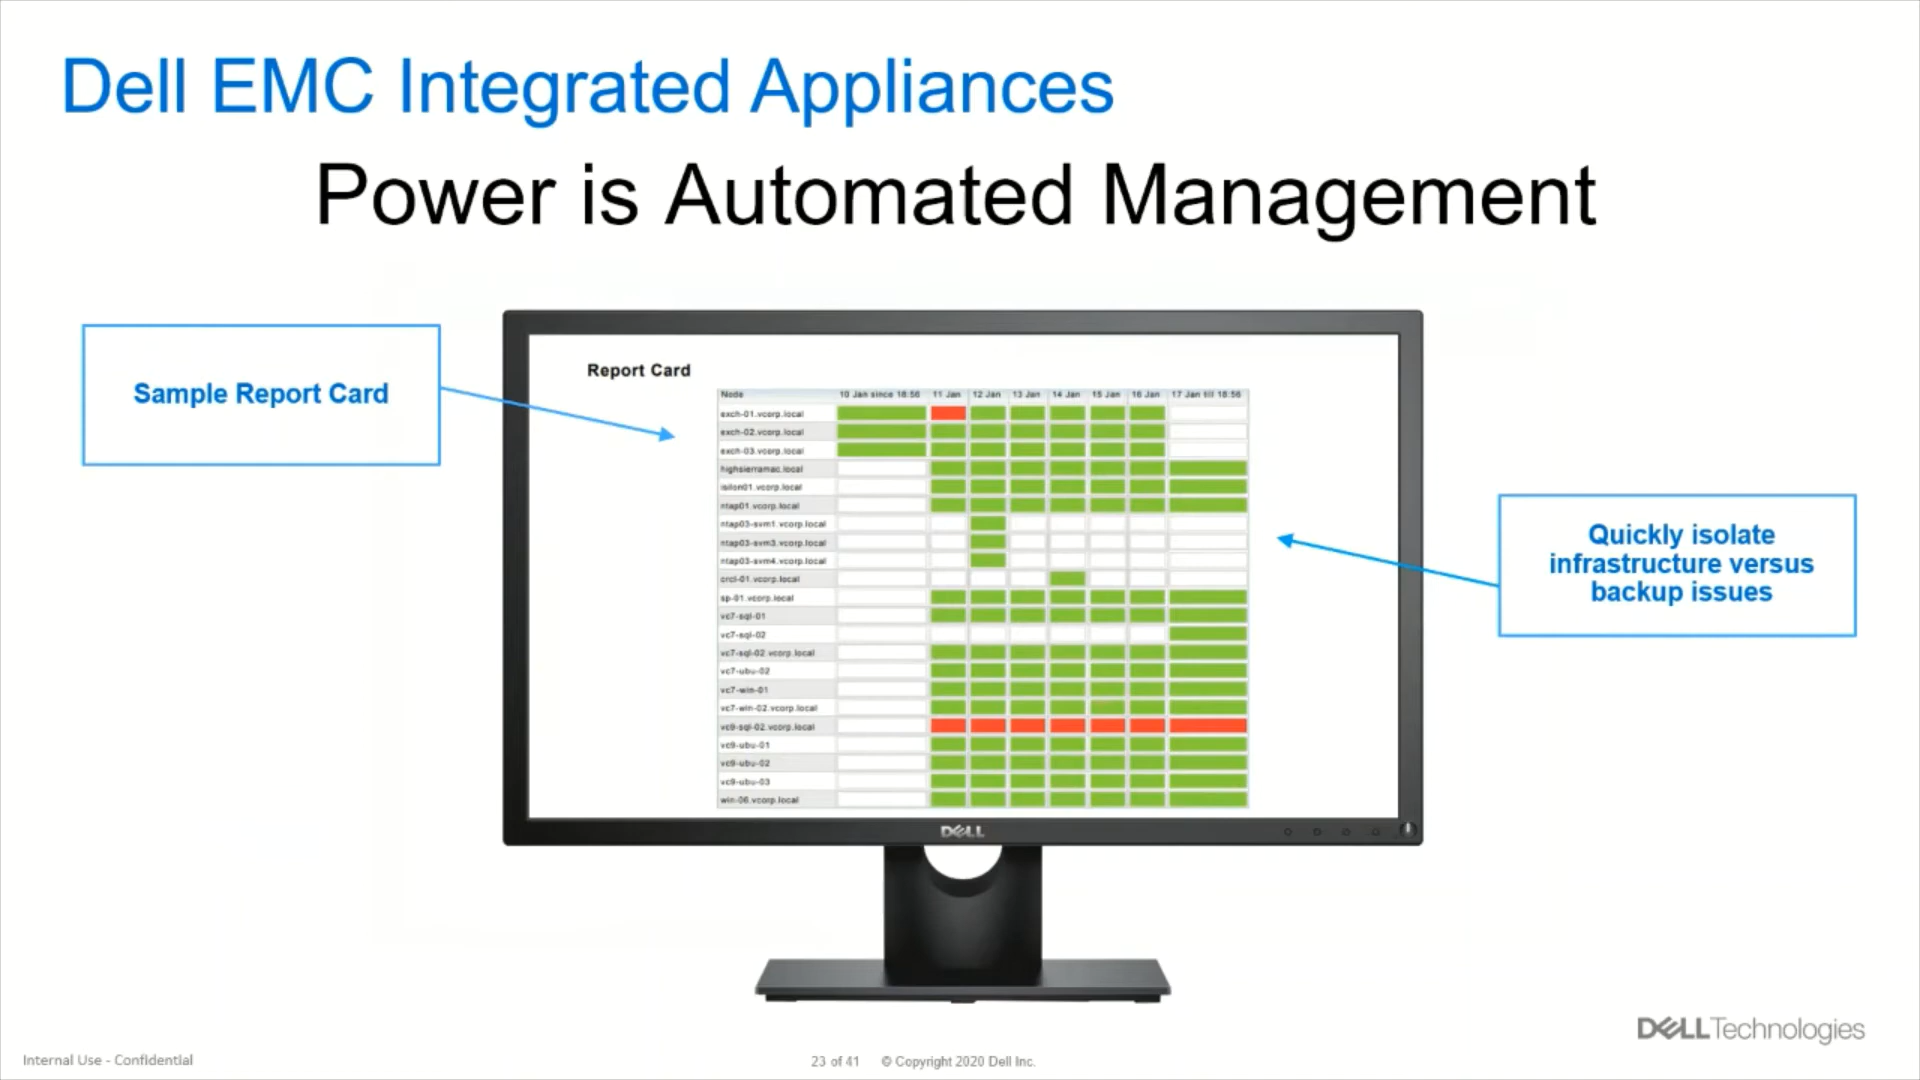 Dell EMC Integrated Appliances
Power is Automated Management
Sample Report Card
Report Card
Node 10 Jan since 18:56 11 Jan 12 Jan 13 Jan 14 Jan 15 Jan 16 Jan 17 Jan till 18:56
exch-01.vcorp.local
exch-02.vcorp.local
exch-03.vcorp.local
highsierramac.local
isilon01.vcorp.local
ntap01.vcorp.local
ntap03-svm1.vcorp.local
ntap03-svm3.vcorp.local
ntap03-svm4.vcorp.local
orcl-01.vcorp.local
sp-01.vcorp.local
vc7-sql-01
vc7-sql-02
vc7-sql-02.vcorp.local
vc7-ubu-02
vc7-win-01
vc7-win-02.vcorp.local
vc9-sql-02.vcorp.local
vc9-ubu-01
vc9-ubu-02
vc9-ubu-03
win-06.vcorp.local
Quickly isolate
infrastructure versus
backup issues
DELL
DELL Technologies
Internal Use - Confidential
23 of 41 © Copyright 2020 Dell Inc.